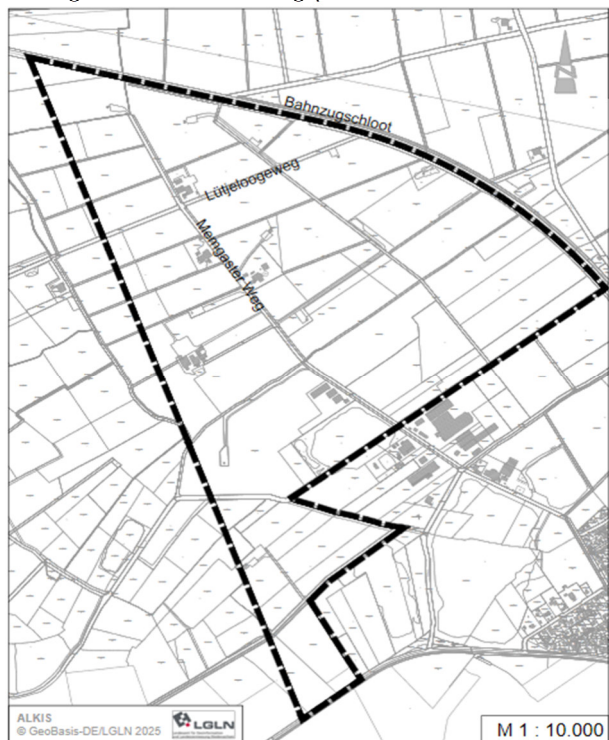 Bahnzugschloot
Lütjeloogeweg
Memgaster Weg
N
ALKIS
© GeoBasis-DE/LGLN 2025
LGLN
M 1 : 10.000